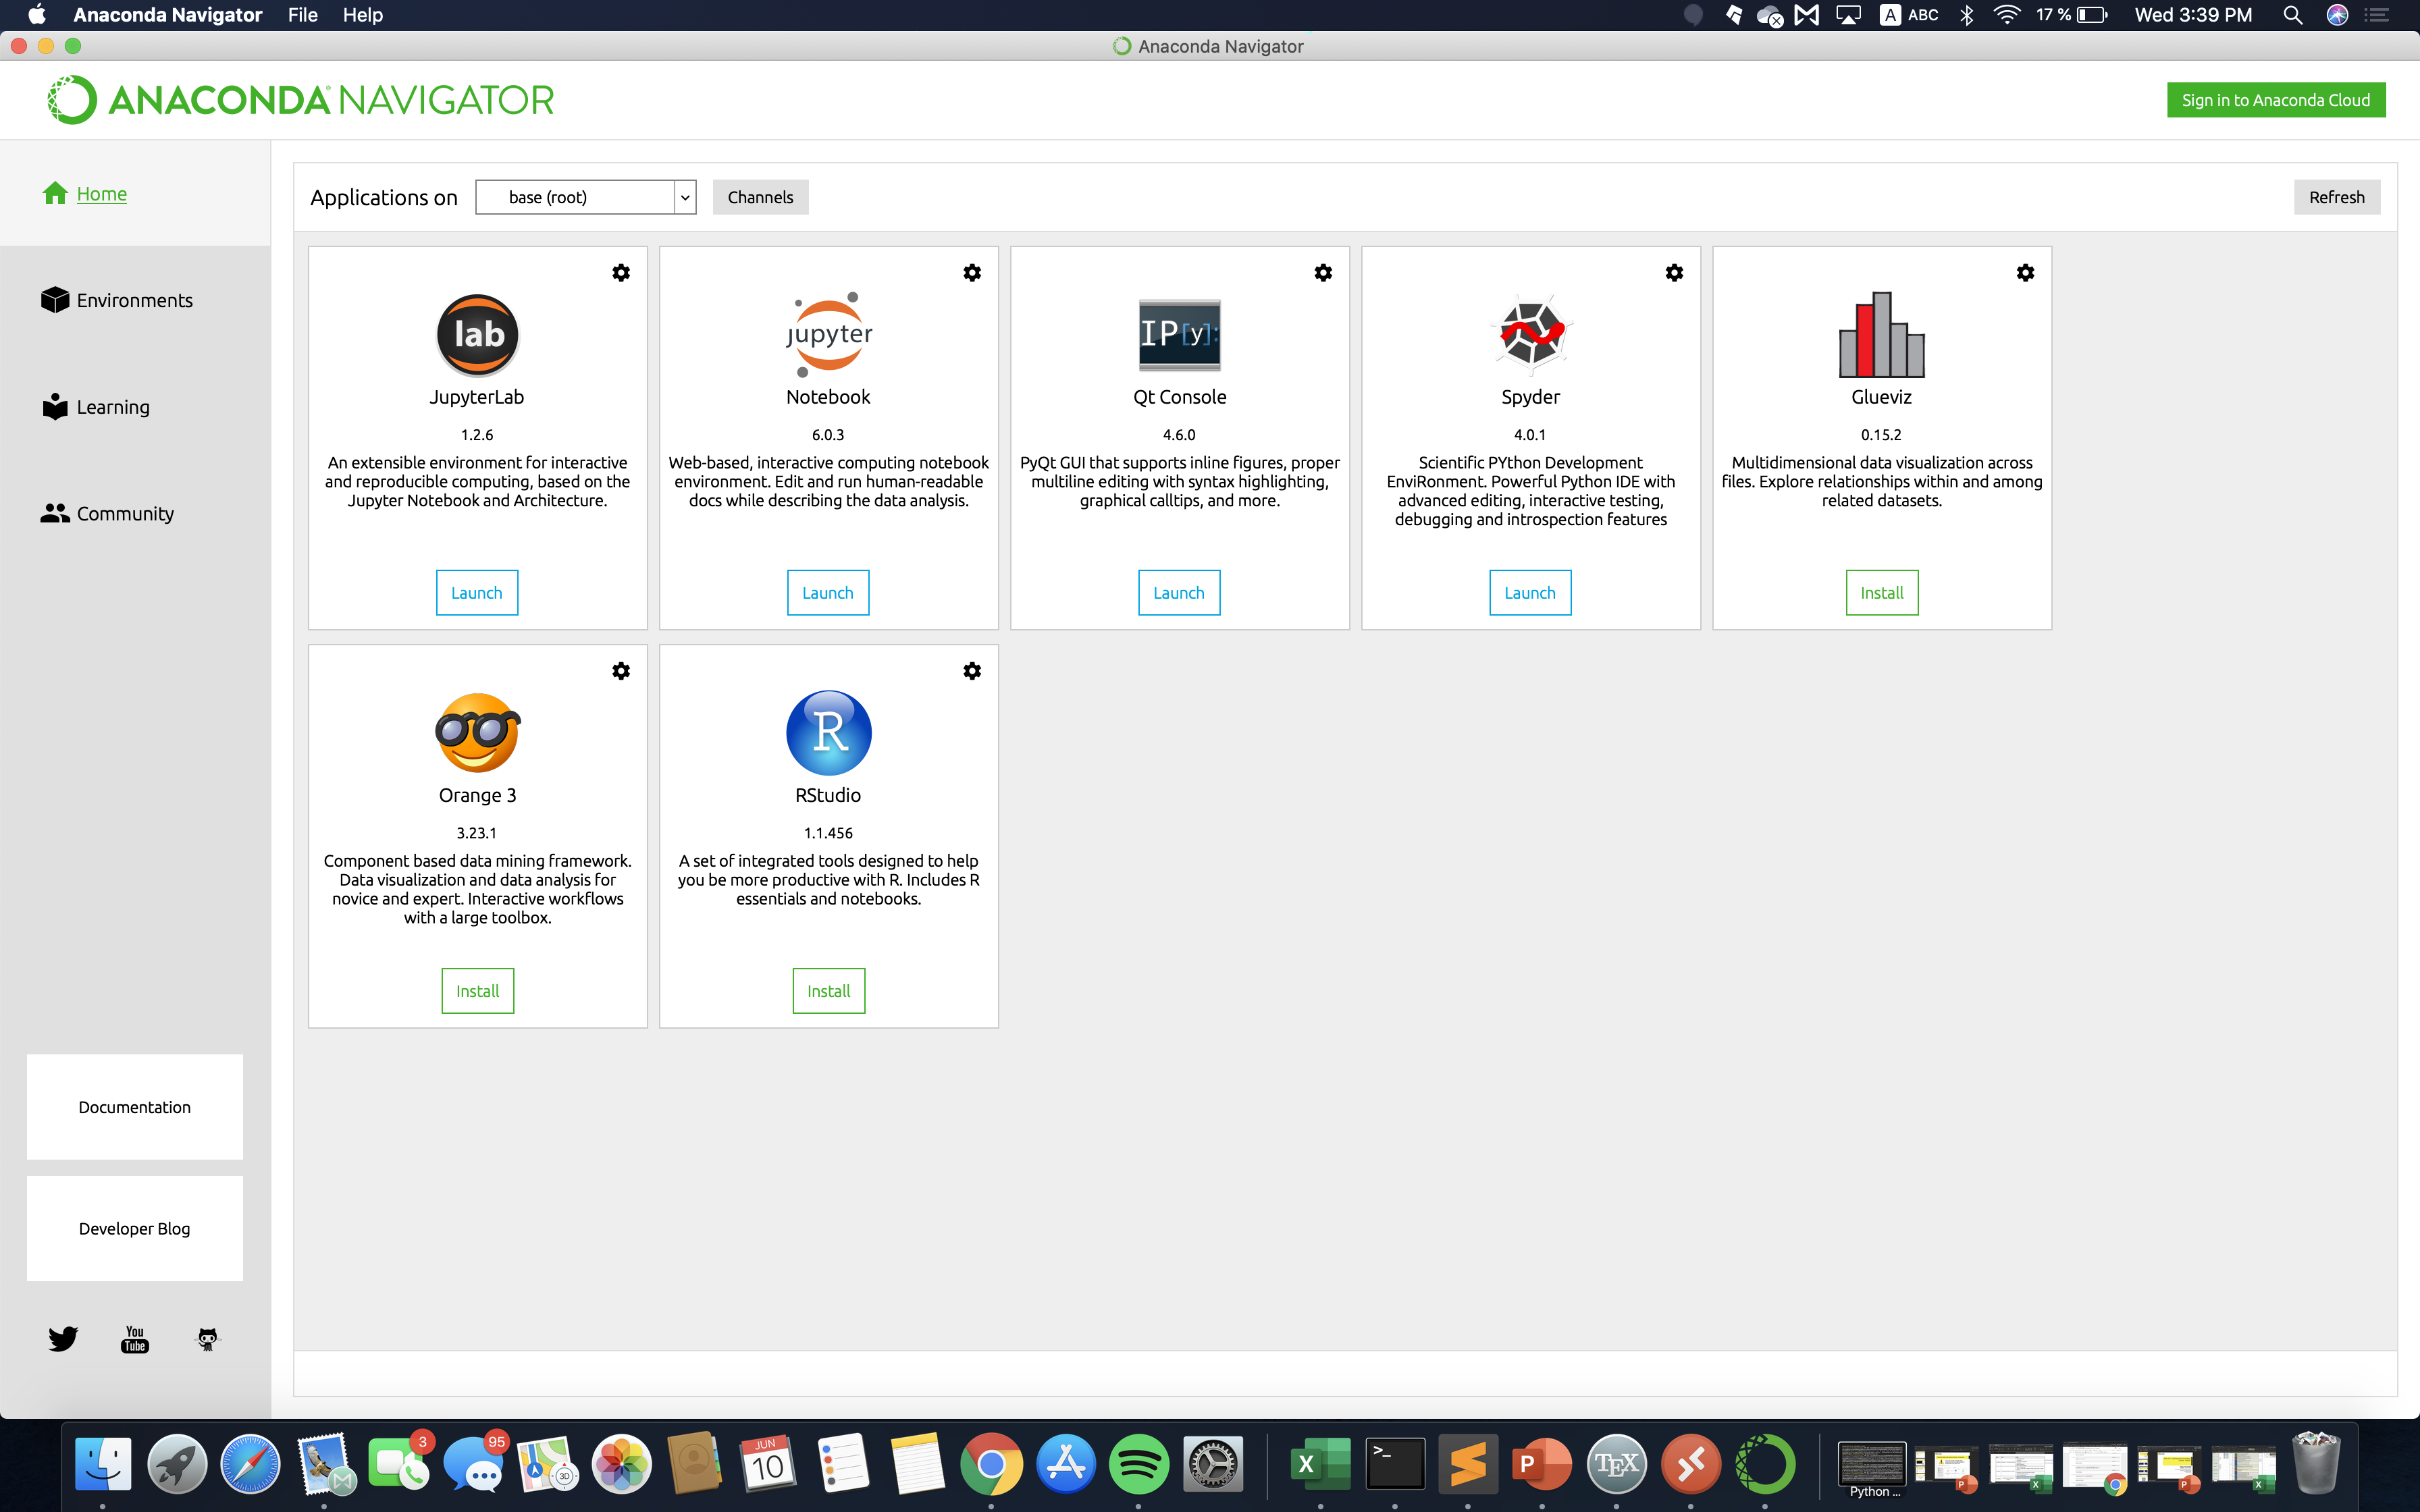 Anaconda Navigator File Help
A ABC 17 % Wed 3:39 PM
Anaconda Navigator
ANACONDA NAVIGATOR
Sign in to Anaconda Cloud
Home
Environments
Learning
Community
Documentation
Developer Blog
You
Tube
Applications on base (root) Channels Refresh
lab
JupyterLab
1.2.6
An extensible environment for interactive
and reproducible computing, based on the
Jupyter Notebook and Architecture.
Launch
jupyter
Notebook
6.0.3
Web-based, interactive computing notebook
environment. Edit and run human-readable
docs while describing the data analysis.
Launch
IP[y]:
Qt Console
4.6.0
PyQt GUI that supports inline figures, proper
multiline editing with syntax highlighting,
graphical calltips, and more.
Launch
Spyder
4.0.1
Scientific PYthon Development
EnviRonment. Powerful Python IDE with
advanced editing, interactive testing,
debugging and introspection features
Launch
Glueviz
0.15.2
Multidimensional data visualization across
files. Explore relationships within and among
related datasets.
Install
Orange 3
3.23.1
Component based data mining framework.
Data visualization and data analysis for
novice and expert. Interactive workflows
with a large toolbox.
Install
R
RStudio
1.1.456
A set of integrated tools designed to help
you be more productive with R. Includes R
essentials and notebooks.
Install
3
95
3D
JUN
10
X
>_
P
TEX
Python ...